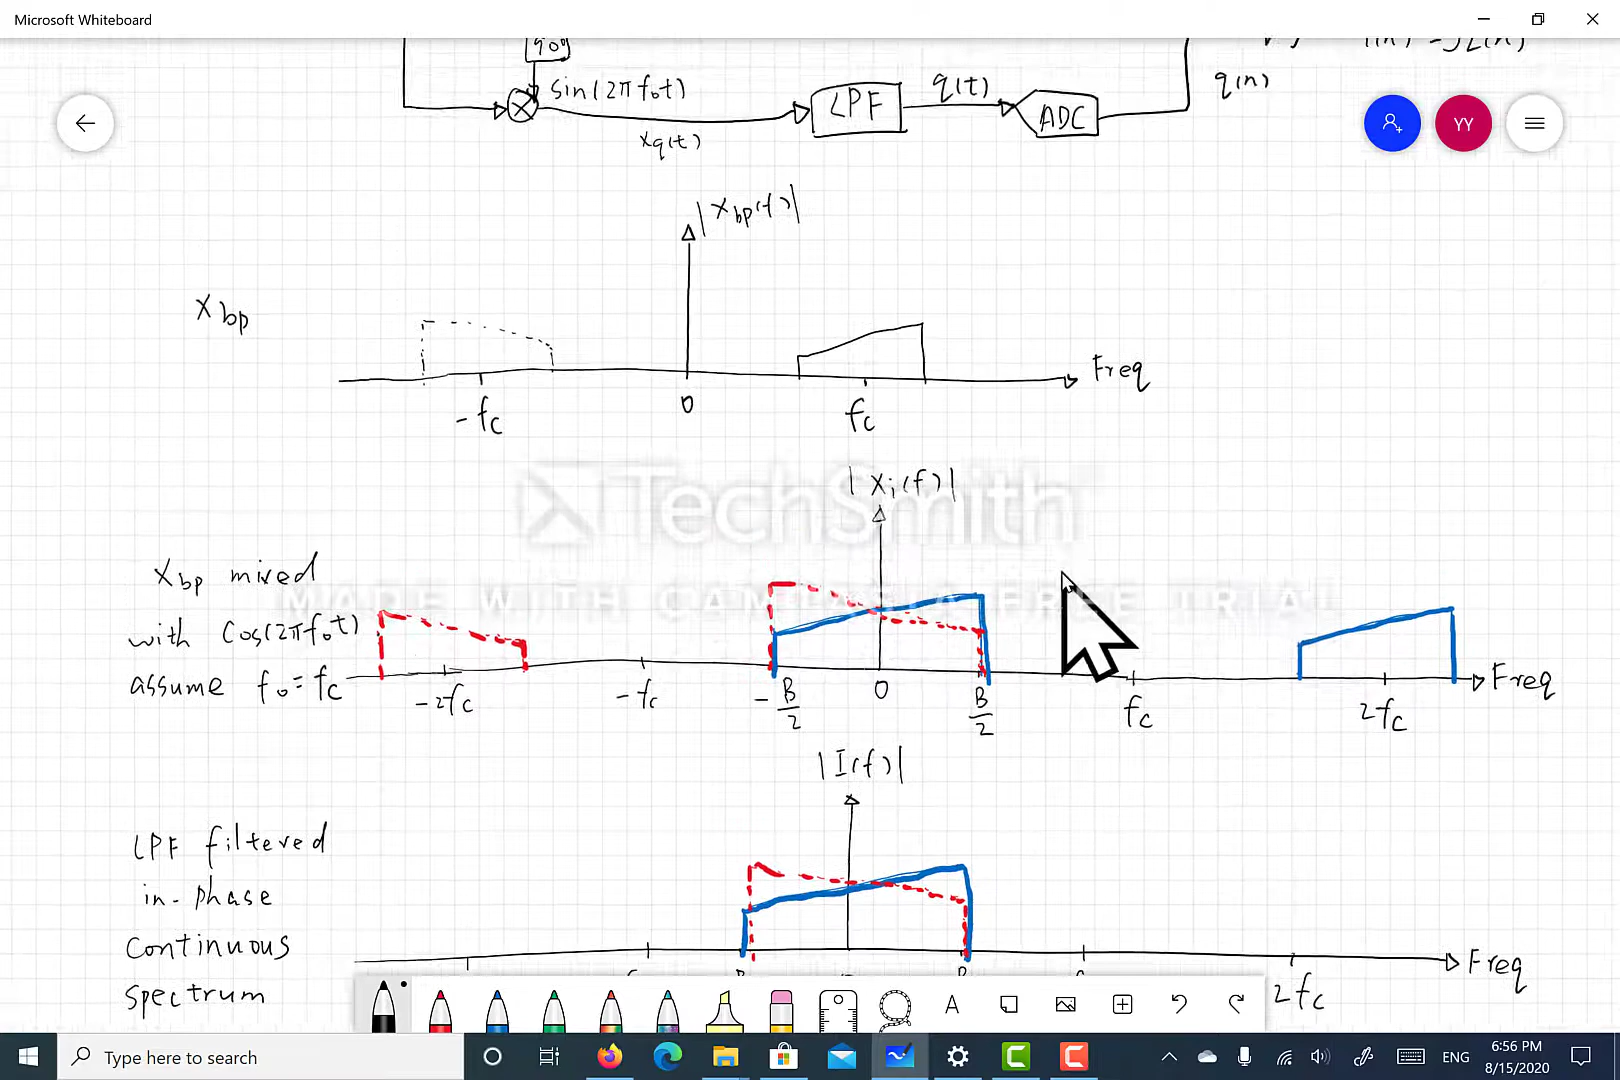 Microsoft Whiteboard
90°
sin(2π f₀t)
xq(t)
LPF
q(t)
ADC
q(n)
YY
|Xbp(f)|
Xbp
Freq
-fc
0
fc
|Xi(f)|
TechSmith
MADE WITH CAMTASIA FREE TRIAL
Xbp mixed
with Cos(2πf₀t)
assume f₀=fc
-2fc
-fc
-B/2
0
B/2
fc
2fc
Freq
|I(f)|
LPF filtered
in-phase
Continuous
Spectrum
Freq
2fc
A
Type here to search
ENG
6:56 PM
8/15/2020